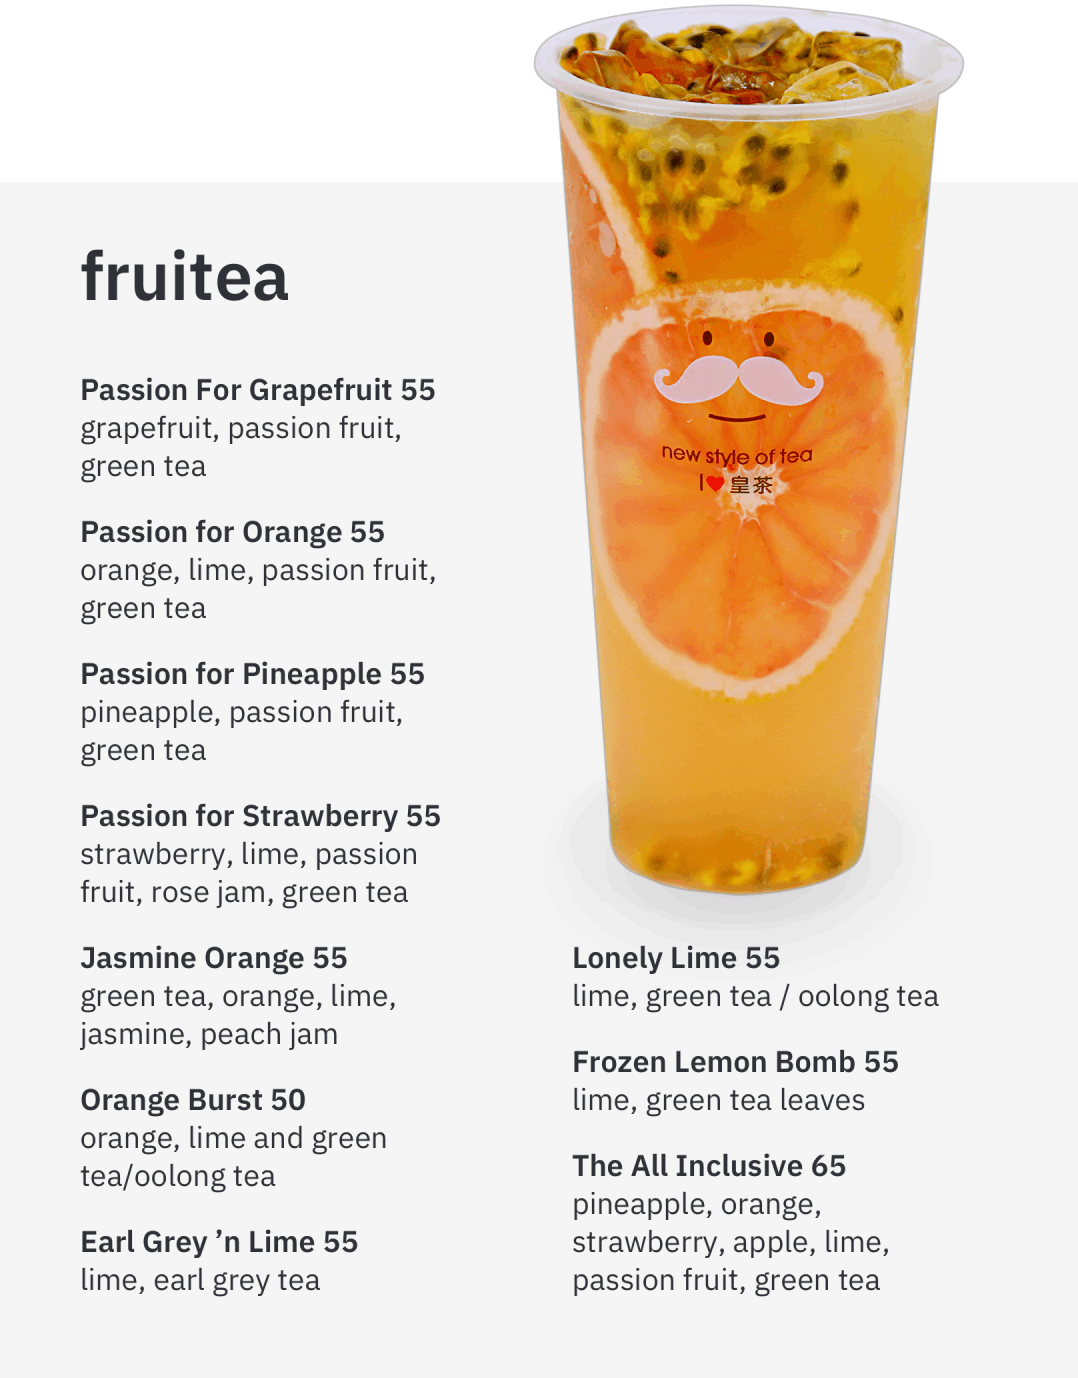 fruitea
Passion For Grapefruit 55
grapefruit, passion fruit,
green tea
Passion for Orange 55
orange, lime, passion fruit,
green tea
Passion for Pineapple 55
pineapple, passion fruit,
green tea
Passion for Strawberry 55
strawberry, lime, passion
fruit, rose jam, green tea
Jasmine Orange 55
green tea, orange, lime,
jasmine, peach jam
Orange Burst 50
orange, lime and green
tea/oolong tea
Earl Grey ’n Lime 55
lime, earl grey tea
new style of tea
I♥皇茶
Lonely Lime 55
lime, green tea / oolong tea
Frozen Lemon Bomb 55
lime, green tea leaves
The All Inclusive 65
pineapple, orange,
strawberry, apple, lime,
passion fruit, green tea